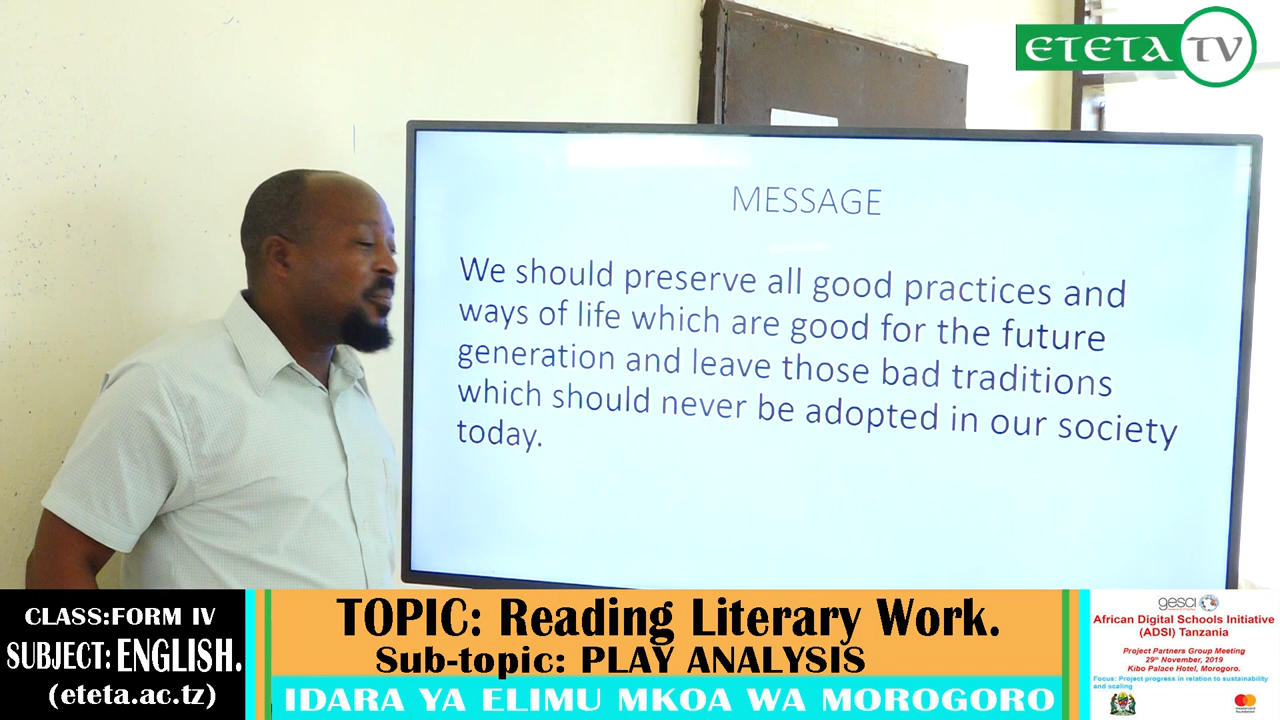 ETETA TV
MESSAGE
We should preserve all good practices and
ways of life which are good for the future
generation and leave those bad traditions
which should never be adopted in our society
today.
CLASS:FORM IV
SUBJECT: ENGLISH.
(eteta.ac.tz)
TOPIC: Reading Literary Work.
Sub-topic: PLAY ANALYSIS
IDARA YA ELIMU MKOA WA MOROGORO
gesci
African Digital Schools Initiative
(ADSI) Tanzania
Project Partners Group Meeting
29th November, 2019
Kibo Palace Hotel, Morogoro.
Focus: Project progress in relation to sustainability
and scaling
mastercard
foundation